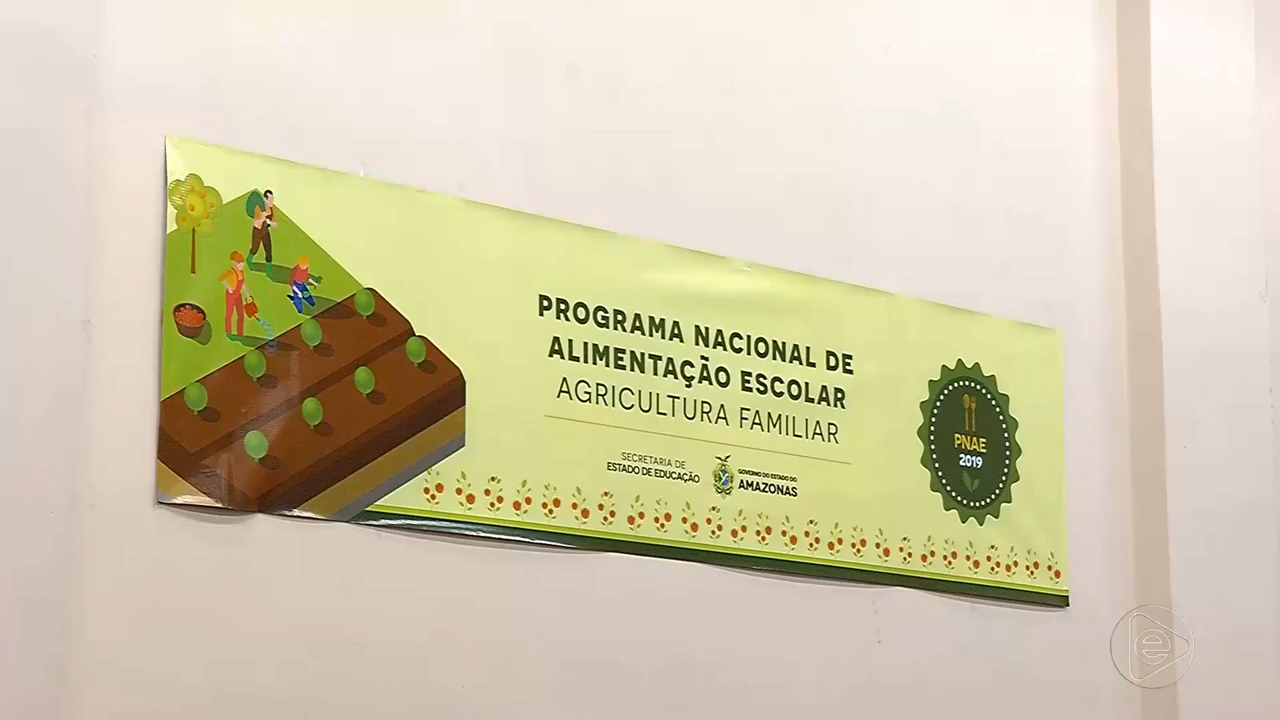 PROGRAMA NACIONAL DE
ALIMENTAÇÃO ESCOLAR
AGRICULTURA FAMILIAR
SECRETARIA DE
ESTADO DE EDUCAÇÃO
GOVERNO DO ESTADO DO
AMAZONAS
PNAE
2019
e